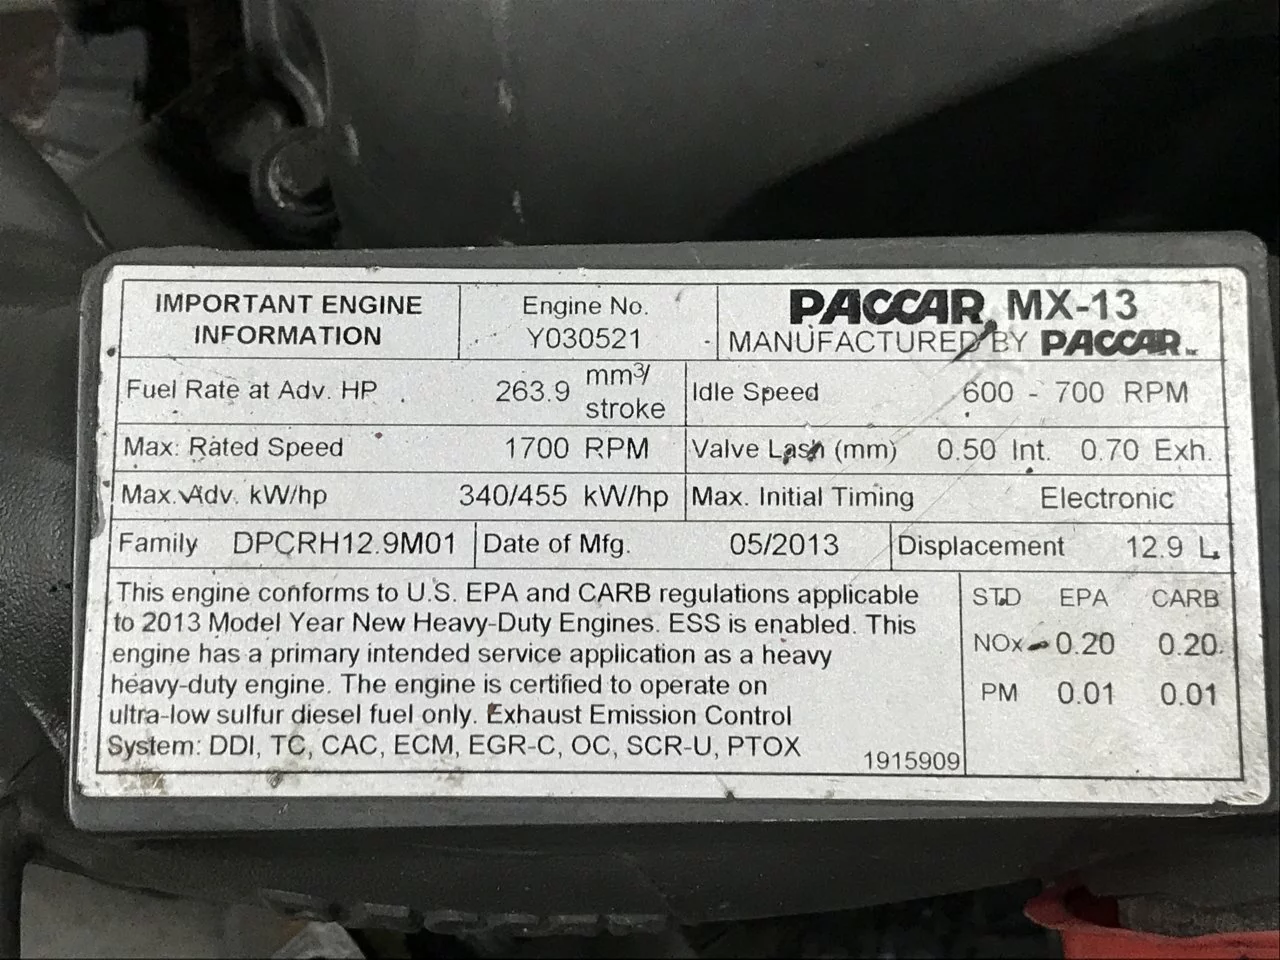 IMPORTANT ENGINE
INFORMATION
Engine No.
Y030521
PACCAR MX-13
MANUFACTURED BY PACCAR
Fuel Rate at Adv. HP 263.9 mm3/
stroke
Idle Speed 600 - 700 RPM
Max. Rated Speed 1700 RPM
Valve Lash (mm) 0.50 Int. 0.70 Exh.
Max. Adv. kW/hp 340/455 kW/hp
Max. Initial Timing Electronic
Family DPCRH12.9M01
Date of Mfg. 05/2013
Displacement 12.9 L
This engine conforms to U.S. EPA and CARB regulations applicable
to 2013 Model Year New Heavy-Duty Engines. ESS is enabled. This
engine has a primary intended service application as a heavy
heavy-duty engine. The engine is certified to operate on
ultra-low sulfur diesel fuel only. Exhaust Emission Control
System: DDI, TC, CAC, ECM, EGR-C, OC, SCR-U, PTOX
1915909
STD EPA CARB
NOx 0.20 0.20
PM 0.01 0.01